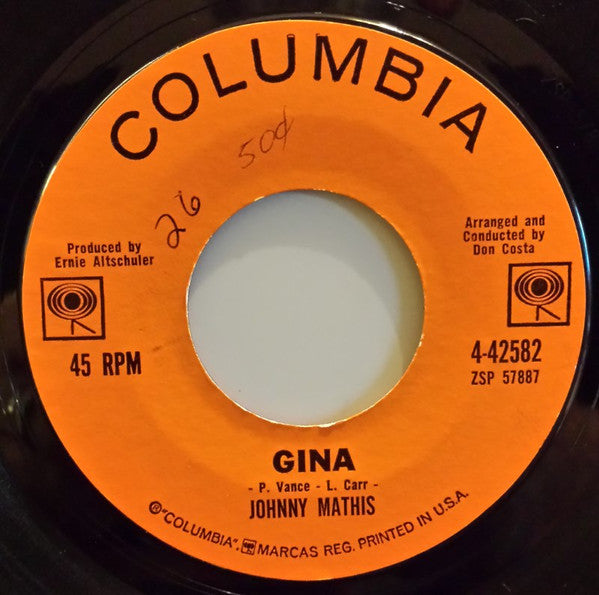 COLUMBIA
50¢
26
Produced by
Ernie Altschuler
Arranged and
Conducted by
Don Costa
45 RPM
4-42582
ZSP 57887
GINA
- P. Vance - L. Carr -
JOHNNY MATHIS
®"COLUMBIA", MARCAS REG. PRINTED IN U.S.A.